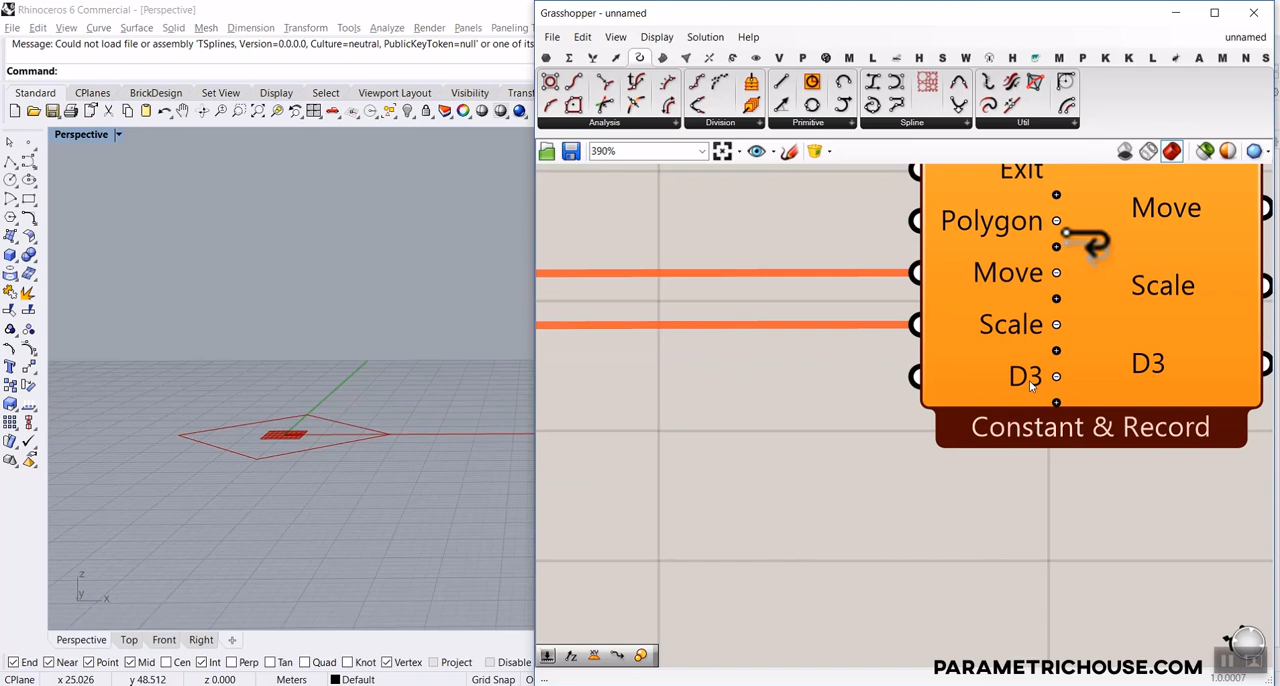 Rhinoceros 6 Commercial - [Perspective]
File Edit View Curve Surface Solid Mesh Dimension Transform Tools Analyze Render Panels Paneling
Message: Could not load file or assembly 'TSplines, Version=0.0.0.0, Culture=neutral, PublicKeyToken=null' or one of its
Command:
Standard CPlanes BrickDesign Set View Display Select Viewport Layout Visibility Transf
Perspective
z
y
x
Perspective Top Front Right
End Near Point Mid Cen Int Perp Tan Quad Knot Vertex Project Disable
CPlane x 25.026 y 48.512 z 0.000 Meters Default Grid Snap
Grasshopper - unnamed
File Edit View Display Solution Help unnamed
V P M L H S W H M P K K L A M N S
Analysis Division Primitive Spline Util
390%
Exit
Move
Polygon
Move
Scale
Scale
D3
D3
Constant & Record
PARAMETRICHOUSE.COM
...
1.0.0007